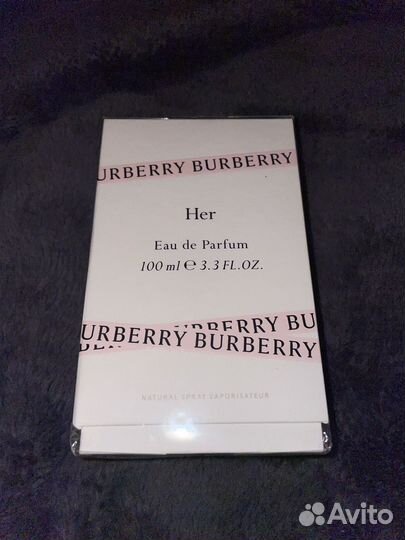 URBERRY BURBERRY
Her
Eau de Parfum
100 ml ℮ 3.3 FL.OZ.
URBERRY BURBERRY BU
URBERRY BURBERRY
NATURAL SPRAY VAPORISATEUR
Avito